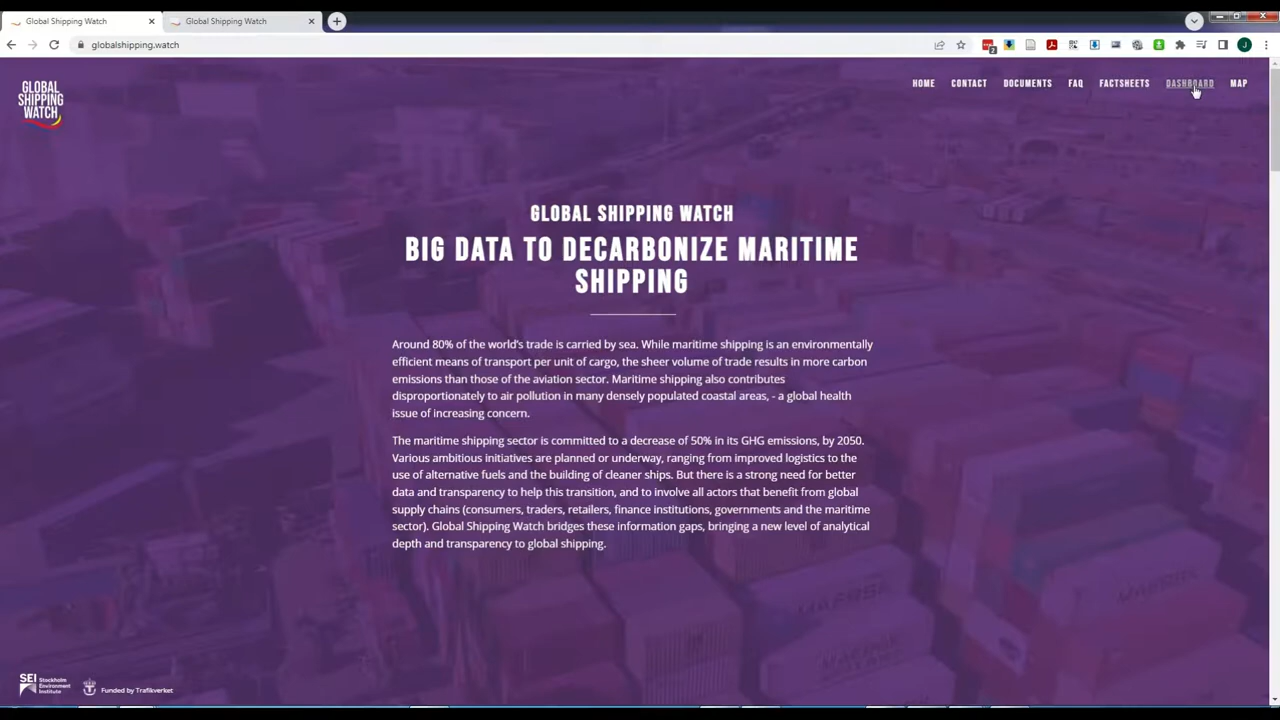 Global Shipping Watch
Global Shipping Watch
globalshipping.watch
2
J
GLOBAL
SHIPPING
WATCH
HOME CONTACT DOCUMENTS FAQ FACTSHEETS DASHBOARD MAP
GLOBAL SHIPPING WATCH
BIG DATA TO DECARBONIZE MARITIME
SHIPPING
Around 80% of the world's trade is carried by sea. While maritime shipping is an environmentally
efficient means of transport per unit of cargo, the sheer volume of trade results in more carbon
emissions than those of the aviation sector. Maritime shipping also contributes
disproportionately to air pollution in many densely populated coastal areas, - a global health
issue of increasing concern.
The maritime shipping sector is committed to a decrease of 50% in its GHG emissions, by 2050.
Various ambitious initiatives are planned or underway, ranging from improved logistics to the
use of alternative fuels and the building of cleaner ships. But there is a strong need for better
data and transparency to help this transition, and to involve all actors that benefit from global
supply chains (consumers, traders, retailers, finance institutions, governments and the maritime
sector). Global Shipping Watch bridges these information gaps, bringing a new level of analytical
depth and transparency to global shipping.
MAERSK
SEI Stockholm
Environment
Institute
Funded by Trafikverket